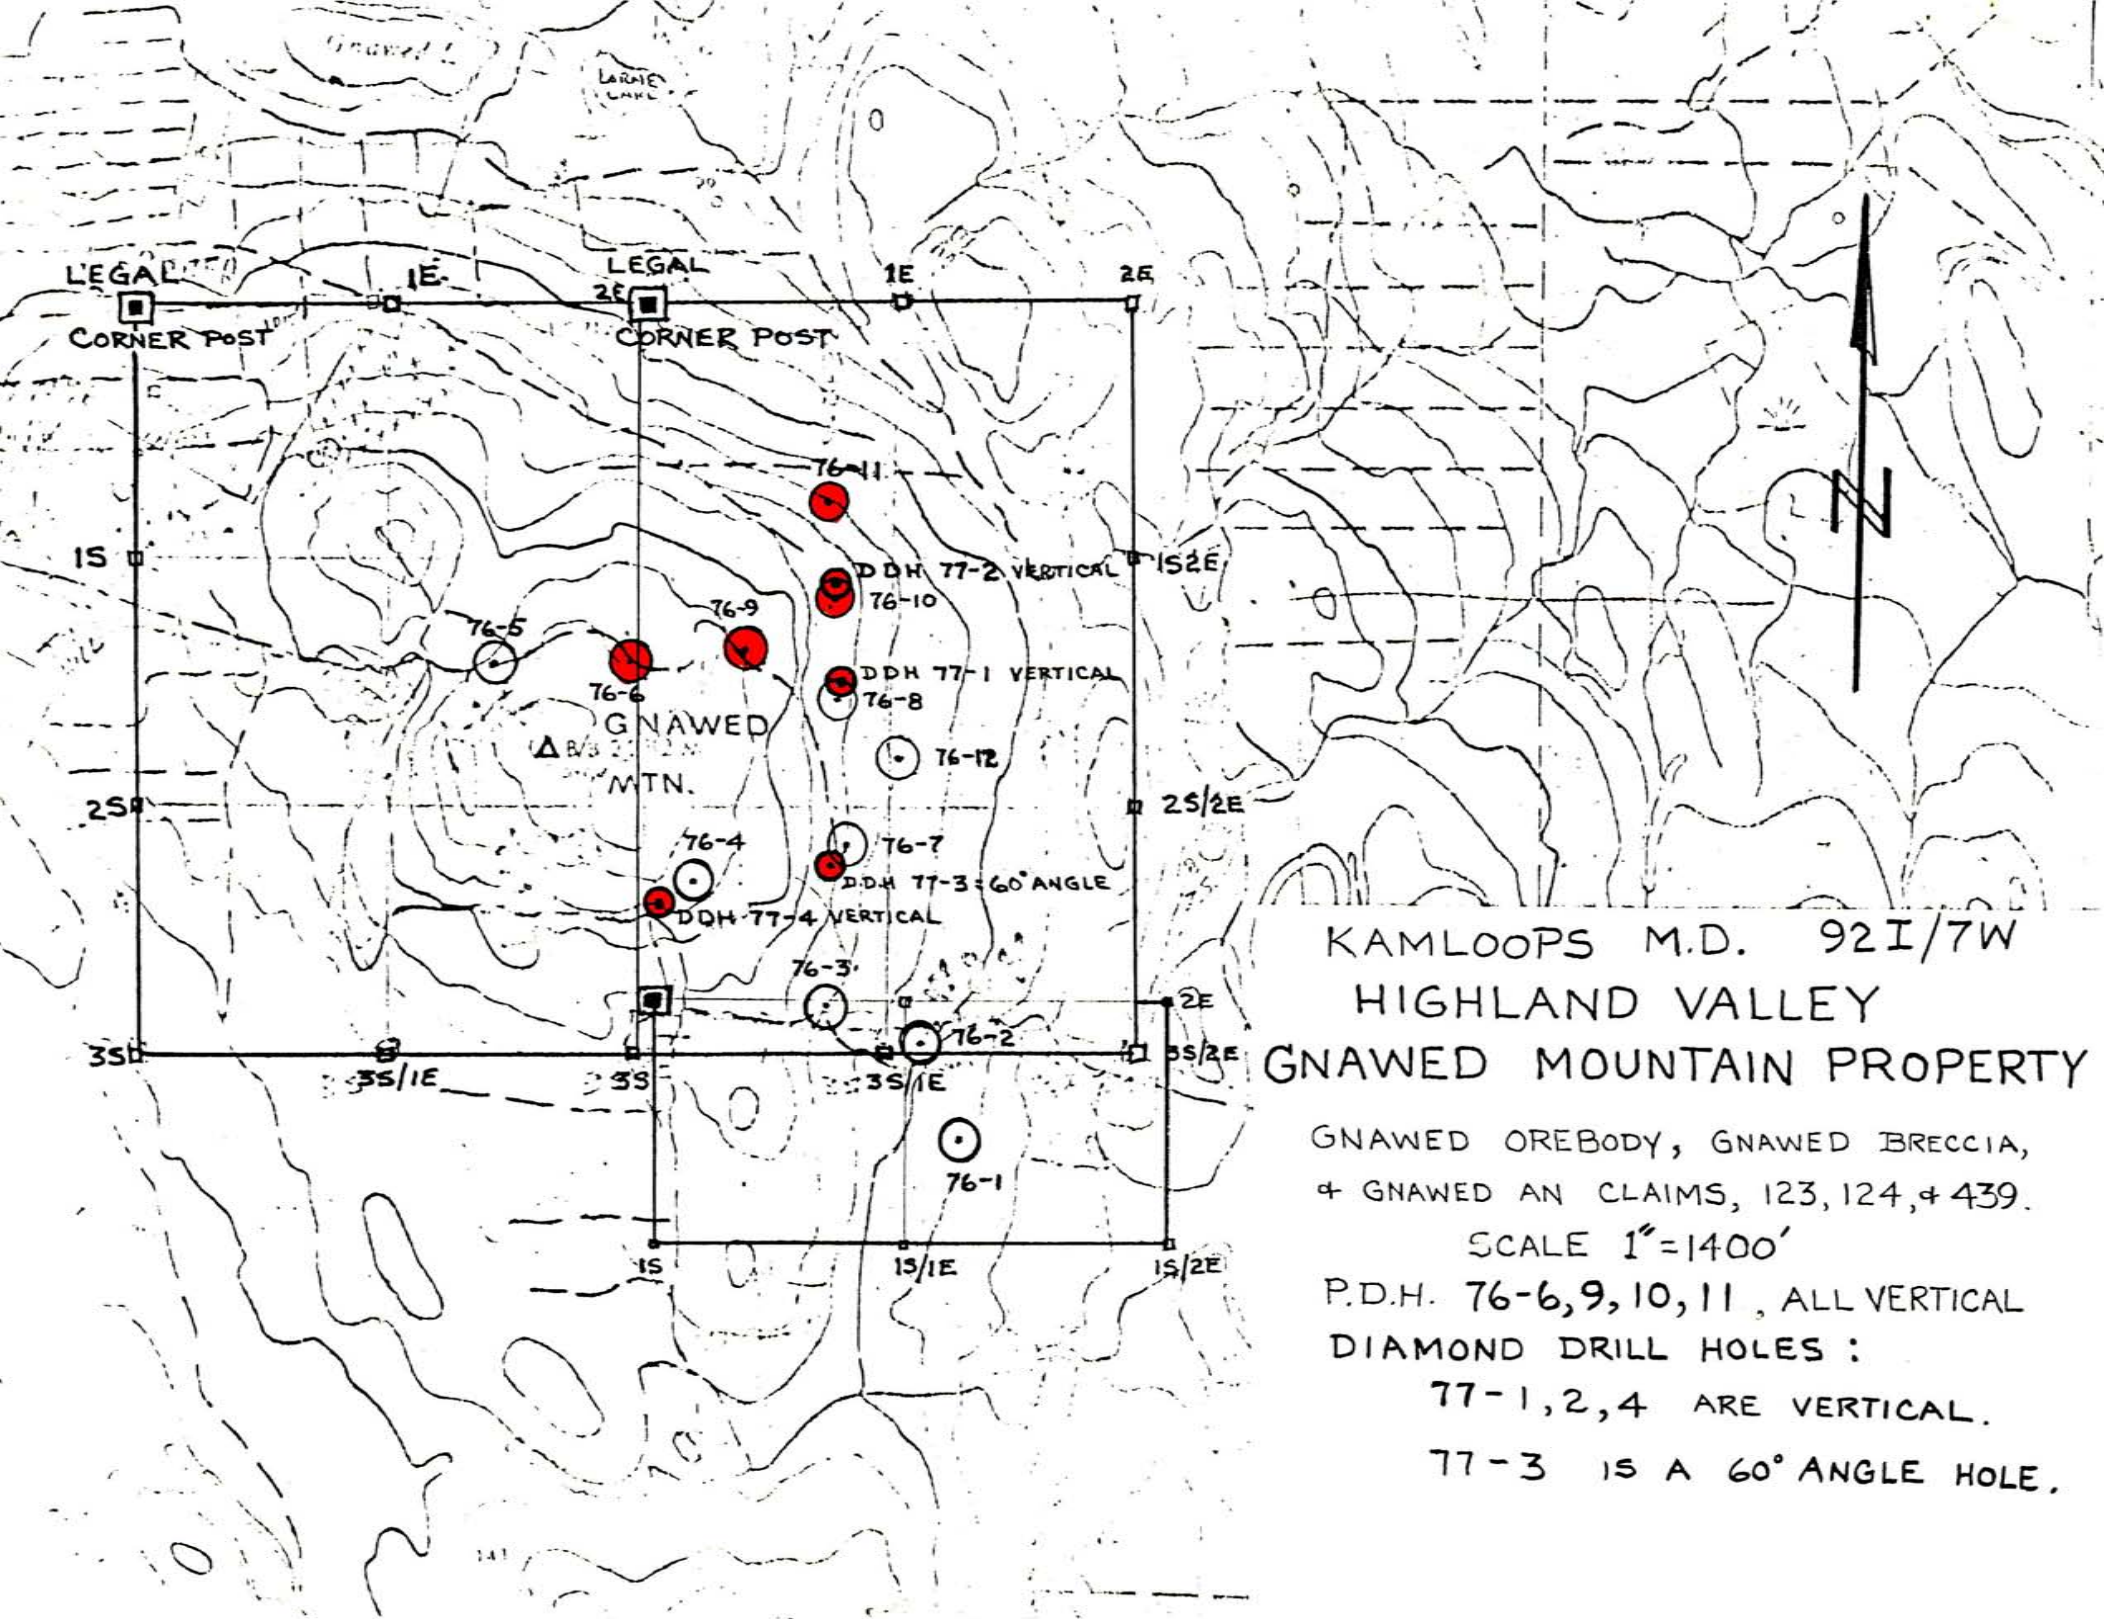 Gnawed L.
LORNE
LAKE
LEGAL
1E
LEGAL
2E
1E
2E
CORNER POST
CORNER POST
76-11
1S
DDH 77-2 VERTICAL
1S2E
76-10
76-9
76-5
DDH 77-1 VERTICAL
76-6
76-8
GNAWED
76-12
MTN.
2S
2S/2E
76-4
76-7
DDH 77-3 = 60° ANGLE
DDH 77-4 VERTICAL
76-3
2E
76-2
3S
3S/2E
3S/1E
3S
3S/1E
76-1
1S
1S/1E
1S/2E
N
KAMLOOPS M.D. 92I/7W
HIGHLAND VALLEY
GNAWED MOUNTAIN PROPERTY
GNAWED OREBODY, GNAWED BRECCIA,
& GNAWED AN CLAIMS, 123, 124, & 439.
SCALE 1"=1400'
P.D.H. 76-6, 9, 10, 11, ALL VERTICAL
DIAMOND DRILL HOLES :
77-1, 2, 4 ARE VERTICAL.
77-3 IS A 60° ANGLE HOLE.